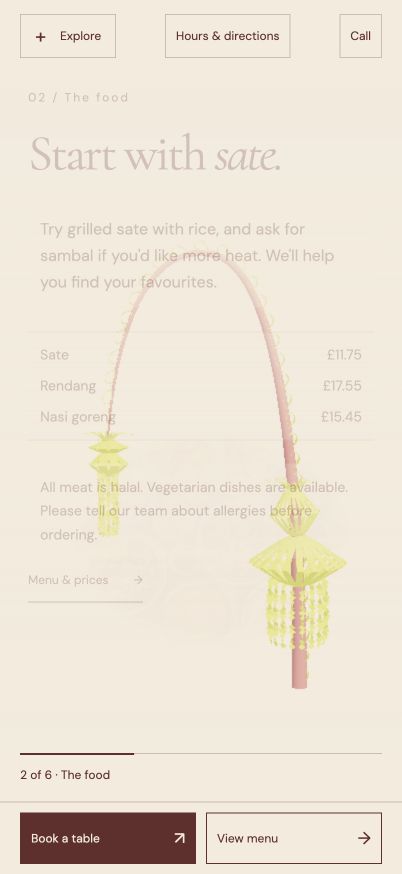 + Explore
Hours & directions
Call
02 / The food
Start with sate.
Try grilled sate with rice, and ask for
sambal if you'd like more heat. We'll help
you find your favourites.
Sate £11.75
Rendang £17.55
Nasi goreng £15.45
All meat is halal. Vegetarian dishes are available.
Please tell our team about allergies before
ordering.
Menu & prices →
2 of 6 · The food
Book a table ↗
View menu →